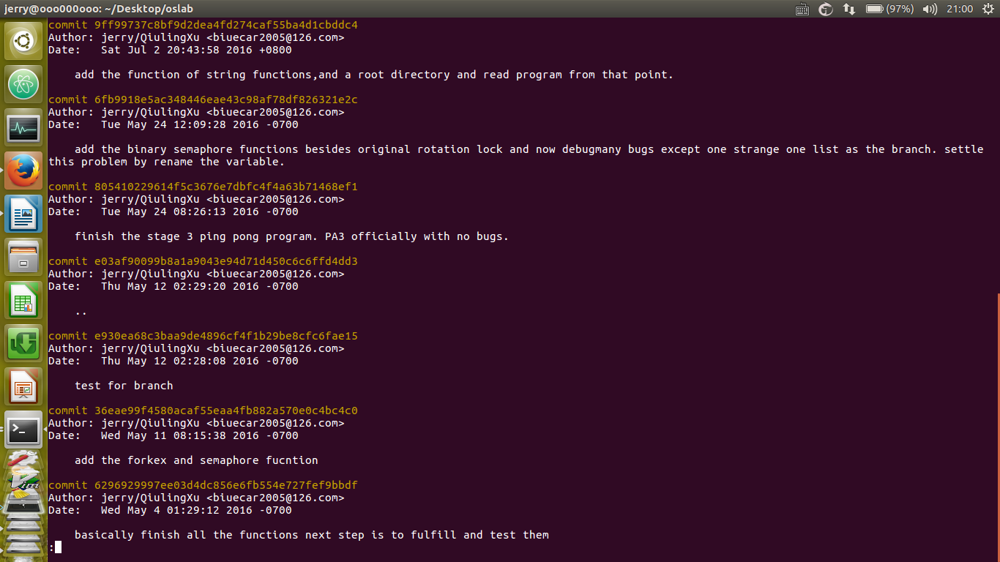 jerry@ooo000ooo: ~/Desktop/oslab
(97%)
21:00
commit 9ff99737c8bf9d2dea4fd274caf55ba4d1cbddc4
Author: jerry/QiulingXu <biuecar2005@126.com>
Date:   Sat Jul 2 20:43:58 2016 +0800
add the function of string functions,and a root directory and read program from that point.
commit 6fb9918e5ac348446eae43c98af78df826321e2c
Author: jerry/QiulingXu <biuecar2005@126.com>
Date:   Tue May 24 12:09:28 2016 -0700
add the binary semaphore functions besides original rotation lock and now debugmany bugs except one strange one list as the branch. settle
this problem by rename the variable.
commit 805410229614f5c3676e7dbfc4f4a63b71468ef1
Author: jerry/QiulingXu <biuecar2005@126.com>
Date:   Tue May 24 08:26:13 2016 -0700
finish the stage 3 ping pong program. PA3 officially with no bugs.
commit e03af90099b8a1a9043e94d71d450c6c6ffd4dd3
Author: jerry/QiulingXu <biuecar2005@126.com>
Date:   Thu May 12 02:29:20 2016 -0700
..
commit e930ea68c3baa9de4896cf4f1b29be8cfc6fae15
Author: jerry/QiulingXu <biuecar2005@126.com>
Date:   Thu May 12 02:28:08 2016 -0700
test for branch
commit 36eae99f4580acaf55eaa4fb882a570e0c4bc4c0
Author: jerry/QiulingXu <biuecar2005@126.com>
Date:   Wed May 11 08:15:38 2016 -0700
add the forkex and semaphore fucntion
commit 6296929997ee03d4dc856e6fb554e727fef9bbdf
Author: jerry/QiulingXu <biuecar2005@126.com>
Date:   Wed May 4 01:29:12 2016 -0700
basically finish all the functions next step is to fulfill and test them
: